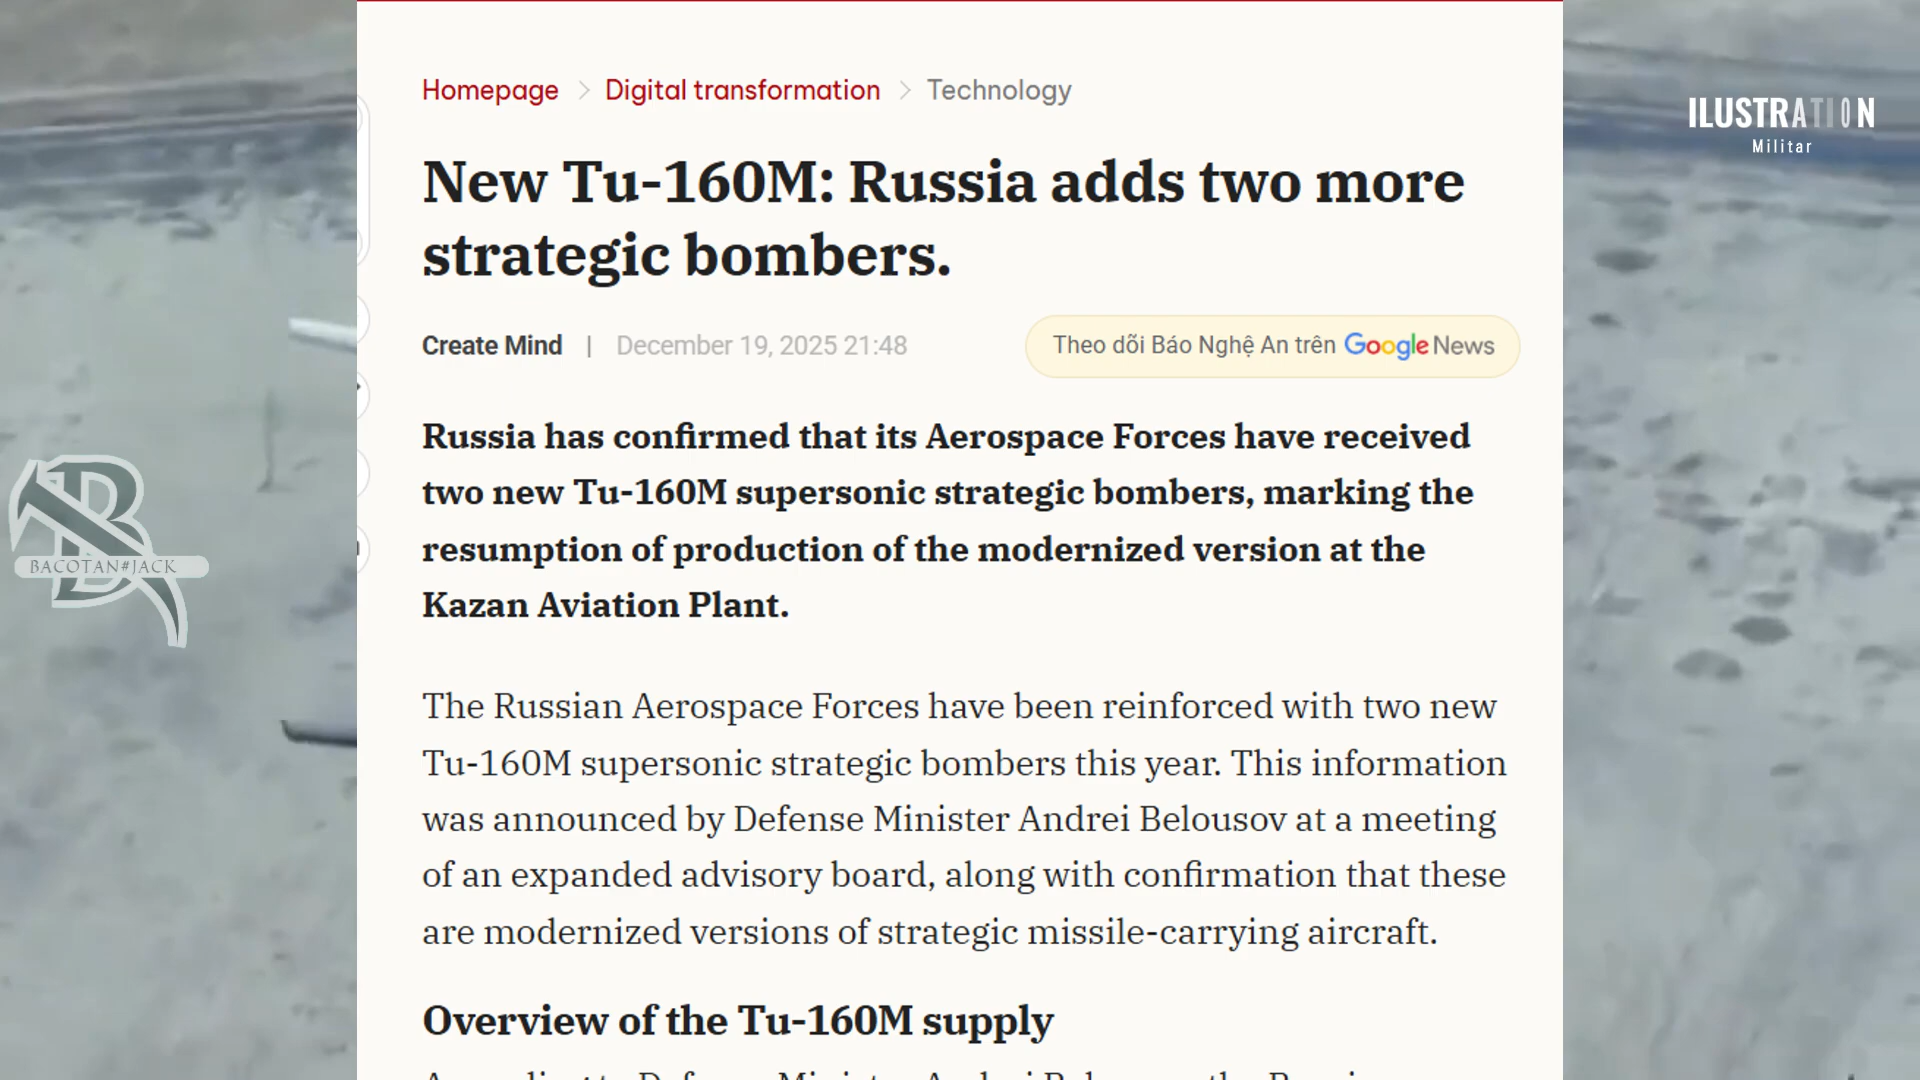 Homepage > Digital transformation > Technology
ILUSTRATION
Militar
New Tu-160M: Russia adds two more
strategic bombers.
Create Mind | December 19, 2025 21:48
Theo dõi Báo Nghệ An trên Google News
Russia has confirmed that its Aerospace Forces have received
two new Tu-160M supersonic strategic bombers, marking the
resumption of production of the modernized version at the
Kazan Aviation Plant.
BACOTAN#JACK
The Russian Aerospace Forces have been reinforced with two new
Tu-160M supersonic strategic bombers this year. This information
was announced by Defense Minister Andrei Belousov at a meeting
of an expanded advisory board, along with confirmation that these
are modernized versions of strategic missile-carrying aircraft.
Overview of the Tu-160M supply